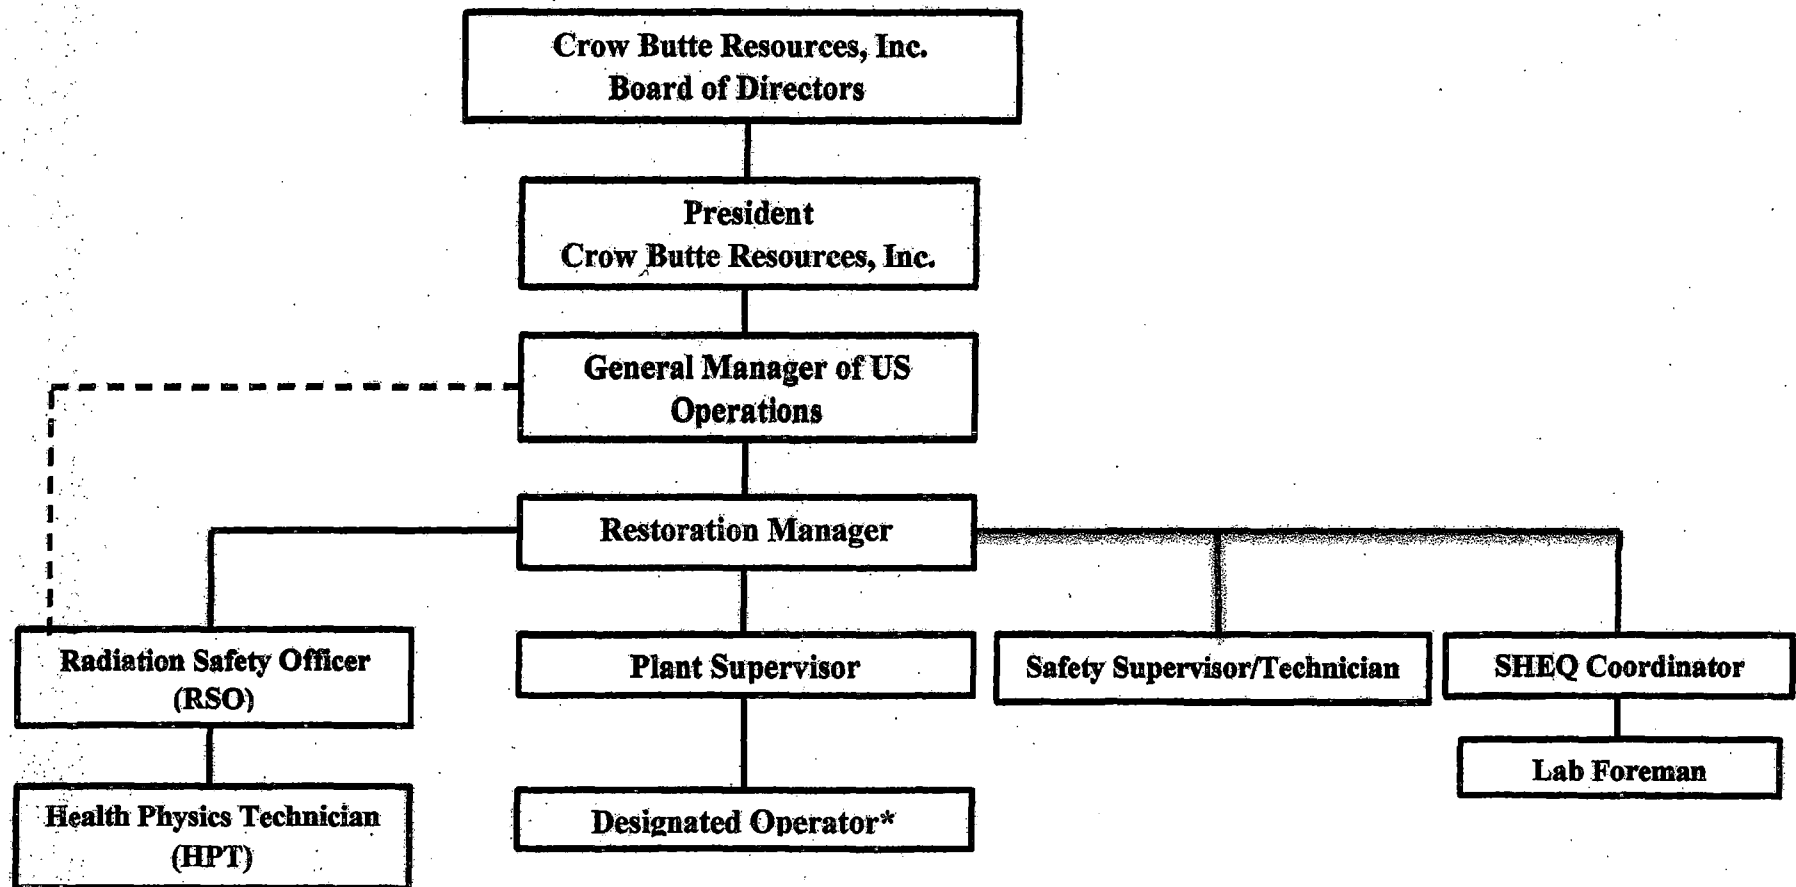 Crow Butte Resources, Inc.
Board of Directors
President
Crow Butte Resources, Inc.
General Manager of US
Operations
Restoration Manager
Radiation Safety Officer
(RSO)
Plant Supervisor
Safety Supervisor/Technician
SHEQ Coordinator
Lab Foreman
Health Physics Technician
(HPT)
Designated Operator*